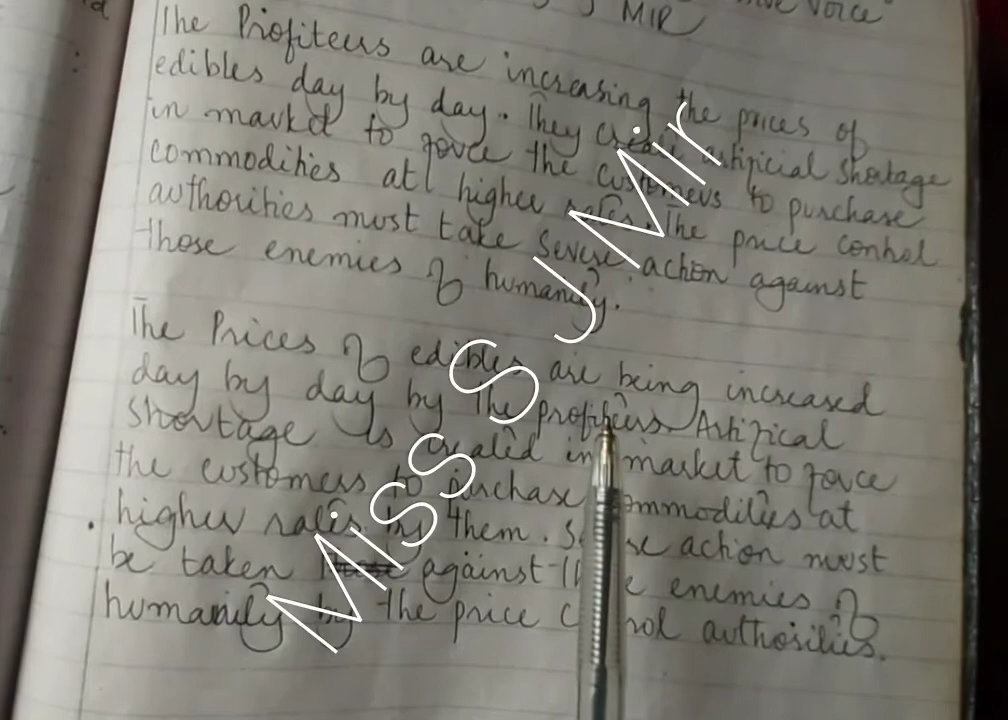 MIR Voice"
The Profiteers are increasing the prices of
edibles day by day. They create artificial shortage
in market to force the customers to purchase
commodities at higher rates. The price control
authorities must take severe action against
those enemies of humanity.
The Prices of edibles are being increased
day by day by the profiteers Artifical
shortage is created in market to force
the customers to purchase commodities at
higher rates by them. action must
be taken against enemies of
humanity by the price authorities.
Miss S J Mir